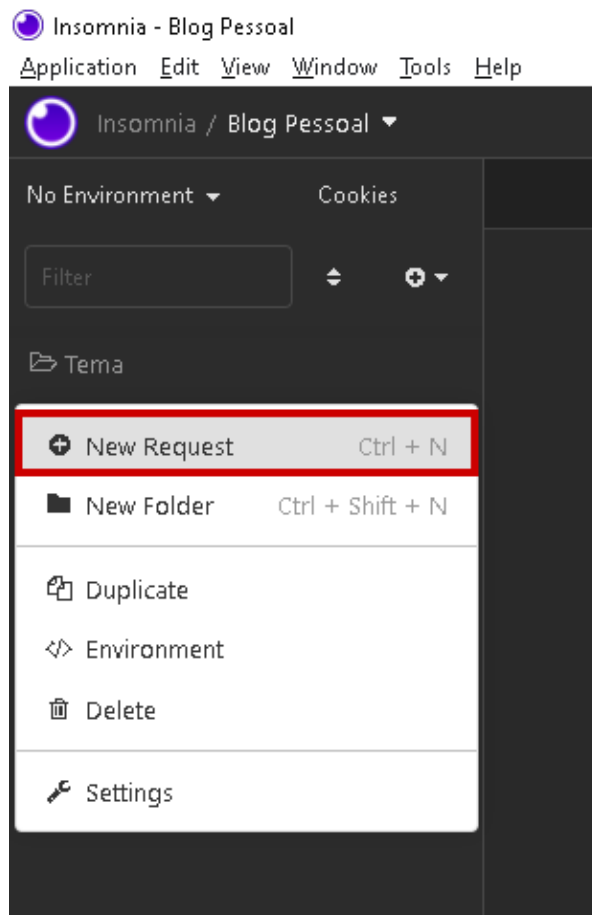 Insomnia - Blog Pessoal
Application Edit View Window Tools Help
Insomnia / Blog Pessoal
No Environment Cookies
Filter
Tema
New Request Ctrl + N
New Folder Ctrl + Shift + N
Duplicate
Environment
Delete
Settings